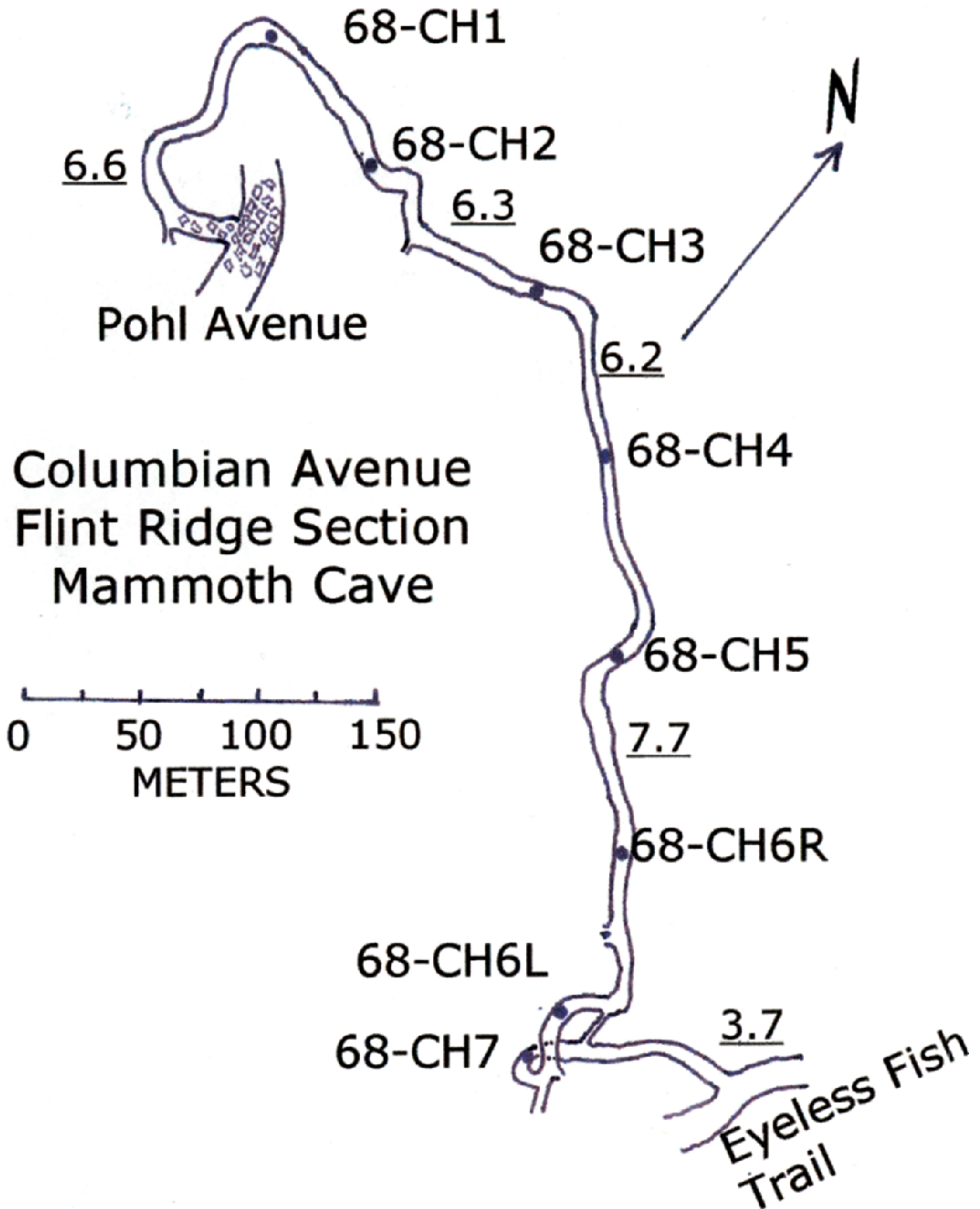 68-CH1
N
68-CH2
6.6
6.3
68-CH3
Pohl Avenue
6.2
68-CH4
Columbian Avenue
Flint Ridge Section
Mammoth Cave
68-CH5
0 50 100 150
METERS
7.7
68-CH6R
68-CH6L
68-CH7
3.7
Eyeless Fish
Trail